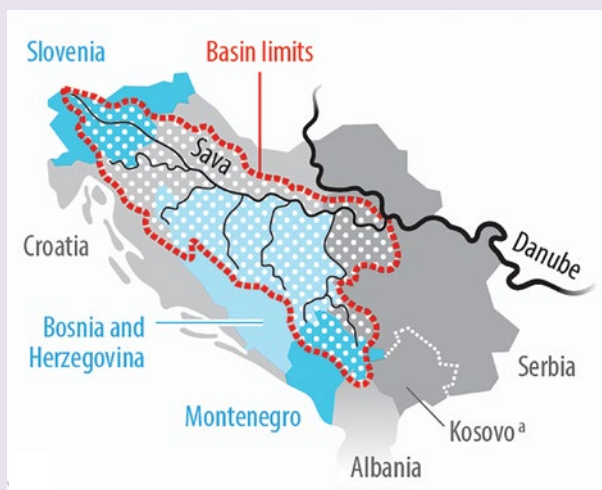 Slovenia
Basin limits
Sava
Croatia
Danube
Bosnia and
Herzegovina
Serbia
Montenegro
Kosovo a
Albania